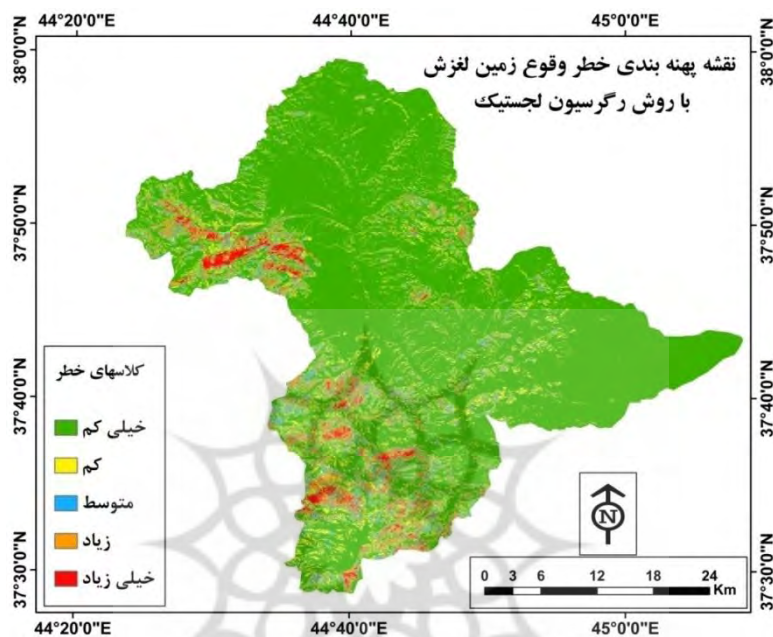 44°20'0"E
44°40'0"E
45°0'0"E
نقشه پهنه بندی خطر وقوع زمین لغزش
با روش رگرسیون لجستیک
38°0'0"N
38°0'0"N
37°50'0"N
37°50'0"N
37°40'0"N
37°40'0"N
37°30'0"N
37°30'0"N
کلاسهای خطر
خیلی کم
کم
متوسط
زیاد
خیلی زیاد
N
0 3 6 12 18 24
Km
44°20'0"E
44°40'0"E
45°0'0"E